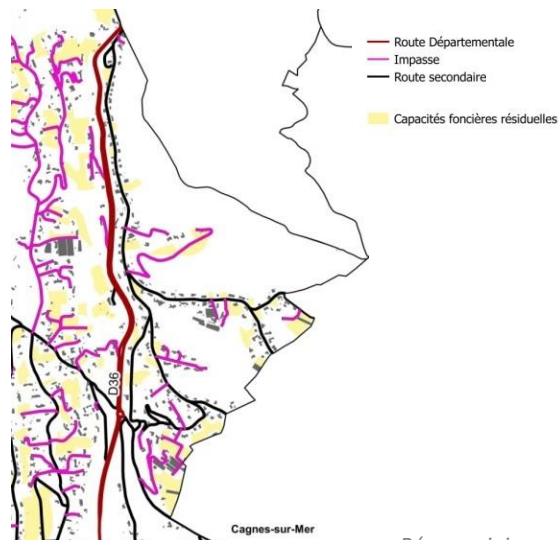 Route Départementale
Impasse
Route secondaire
Capacités foncières résiduelles
D36
Cagnes-sur-Mer